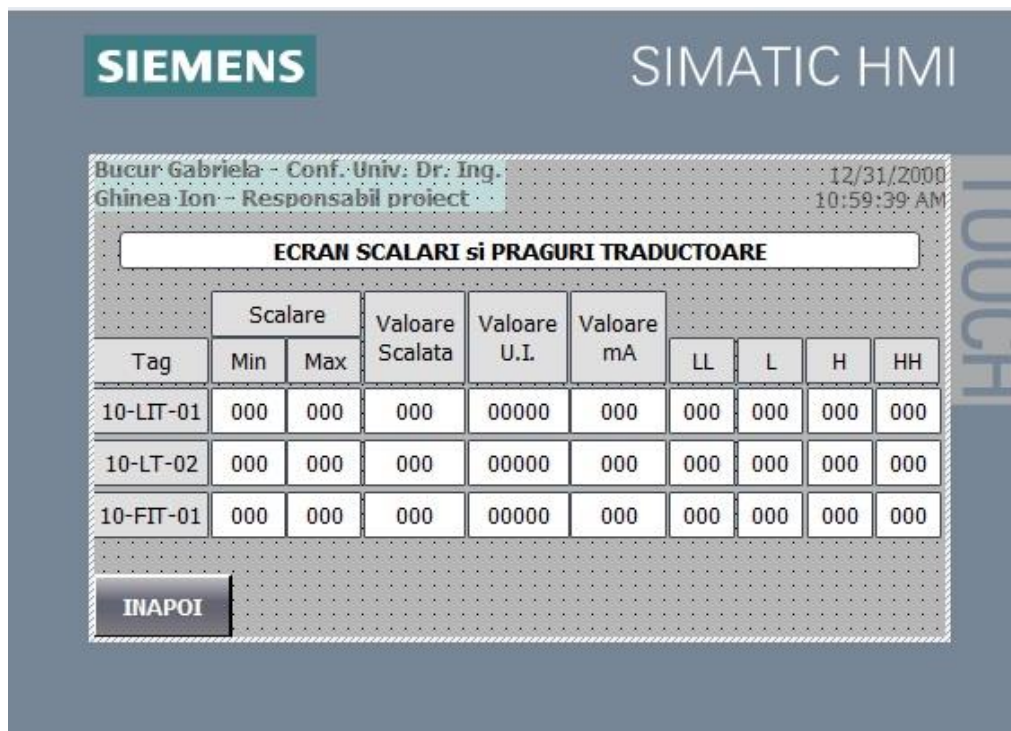 SIEMENS
SIMATIC HMI
TOUCH
Bucur Gabriela - Conf. Univ. Dr. Ing.
Ghinea Ion - Responsabil proiect
12/31/2000
10:59:39 AM
ECRAN SCALARI si PRAGURI TRADUCTOARE
Scalare
Valoare Scalata
Valoare U.I.
Valoare mA
Tag Min Max LL L H HH
10-LIT-01 000 000 000 00000 000 000 000 000 000
10-LT-02 000 000 000 00000 000 000 000 000 000
10-FIT-01 000 000 000 00000 000 000 000 000 000
INAPOI